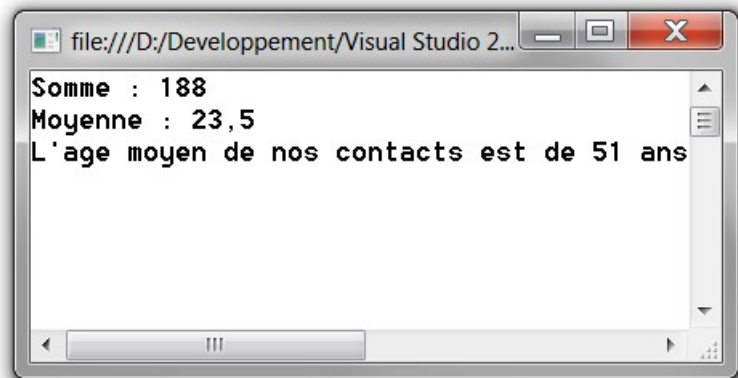 file:///D:/Developpement/Visual Studio 2...
Somme : 188
Moyenne : 23,5
L'age moyen de nos contacts est de 51 ans